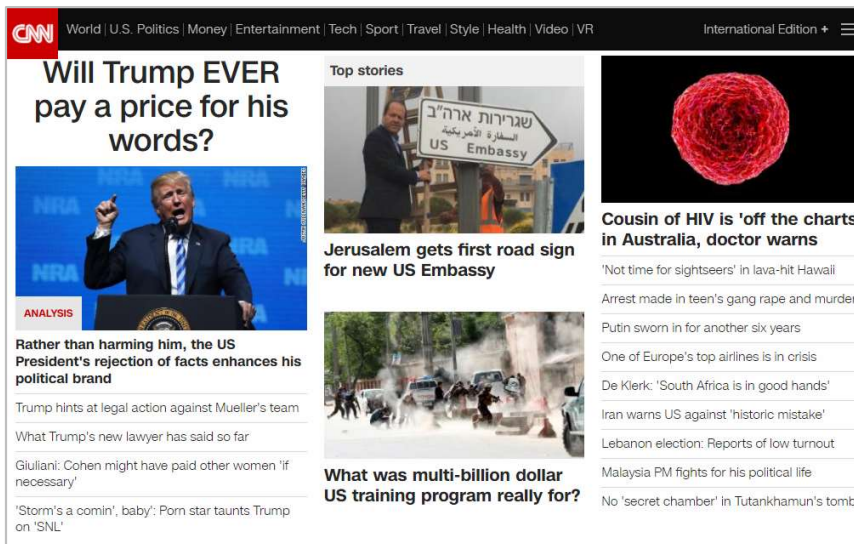 CNN
World | U.S. Politics | Money | Entertainment | Tech | Sport | Travel | Style | Health | Video | VR
International Edition +
Will Trump EVER
pay a price for his
words?
NRA NRA
NRA
NRA
ANALYSIS
Rather than harming him, the US
President's rejection of facts enhances his
political brand
Trump hints at legal action against Mueller's team
What Trump's new lawyer has said so far
Giuliani: Cohen might have paid other women 'if
necessary'
'Storm's a comin', baby': Porn star taunts Trump
on 'SNL'
Top stories
שגרירות ארה"ב
السفارة الأمريكية
US Embassy
Jerusalem gets first road sign
for new US Embassy
What was multi-billion dollar
US training program really for?
Cousin of HIV is 'off the charts
in Australia, doctor warns
'Not time for sightseers' in lava-hit Hawaii
Arrest made in teen's gang rape and murder
Putin sworn in for another six years
One of Europe's top airlines is in crisis
De Klerk: 'South Africa is in good hands'
Iran warns US against 'historic mistake'
Lebanon election: Reports of low turnout
Malaysia PM fights for his political life
No 'secret chamber' in Tutankhamun's tomb